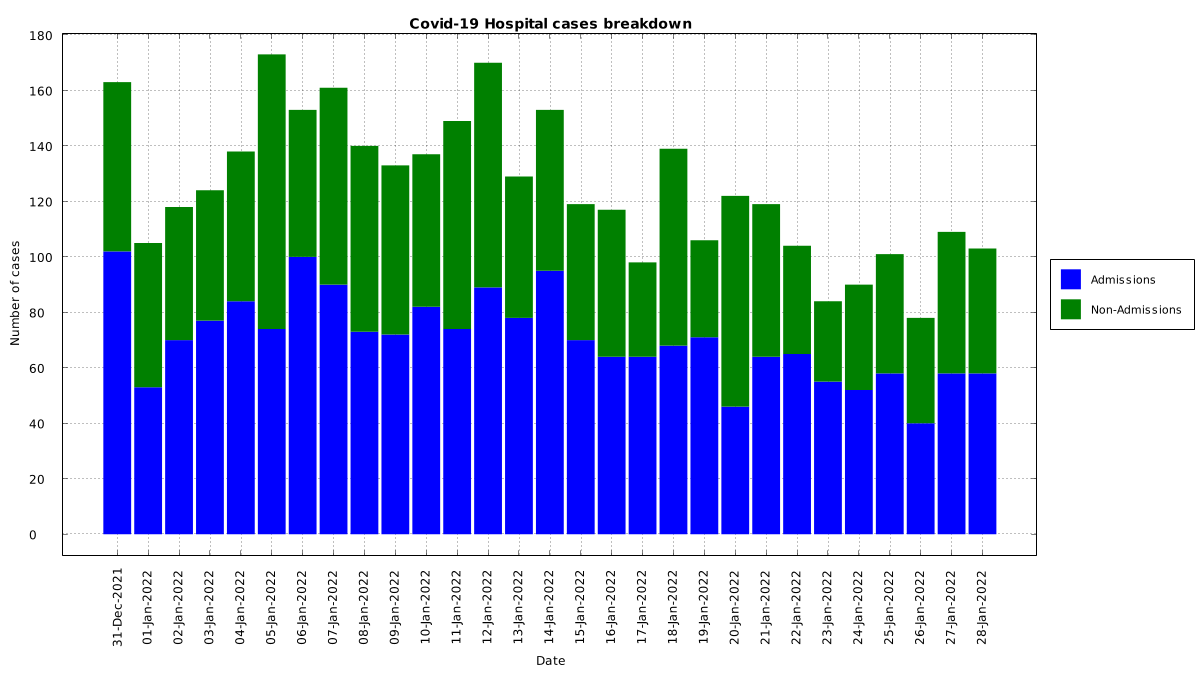 Covid-19 Hospital cases breakdown
180
160
140
120
100
80
60
40
20
0
Number of cases
31-Dec-2021
01-Jan-2022
02-Jan-2022
03-Jan-2022
04-Jan-2022
05-Jan-2022
06-Jan-2022
07-Jan-2022
08-Jan-2022
09-Jan-2022
10-Jan-2022
11-Jan-2022
12-Jan-2022
13-Jan-2022
14-Jan-2022
15-Jan-2022
16-Jan-2022
17-Jan-2022
18-Jan-2022
19-Jan-2022
20-Jan-2022
21-Jan-2022
22-Jan-2022
23-Jan-2022
24-Jan-2022
25-Jan-2022
26-Jan-2022
27-Jan-2022
28-Jan-2022
Date
Admissions
Non-Admissions